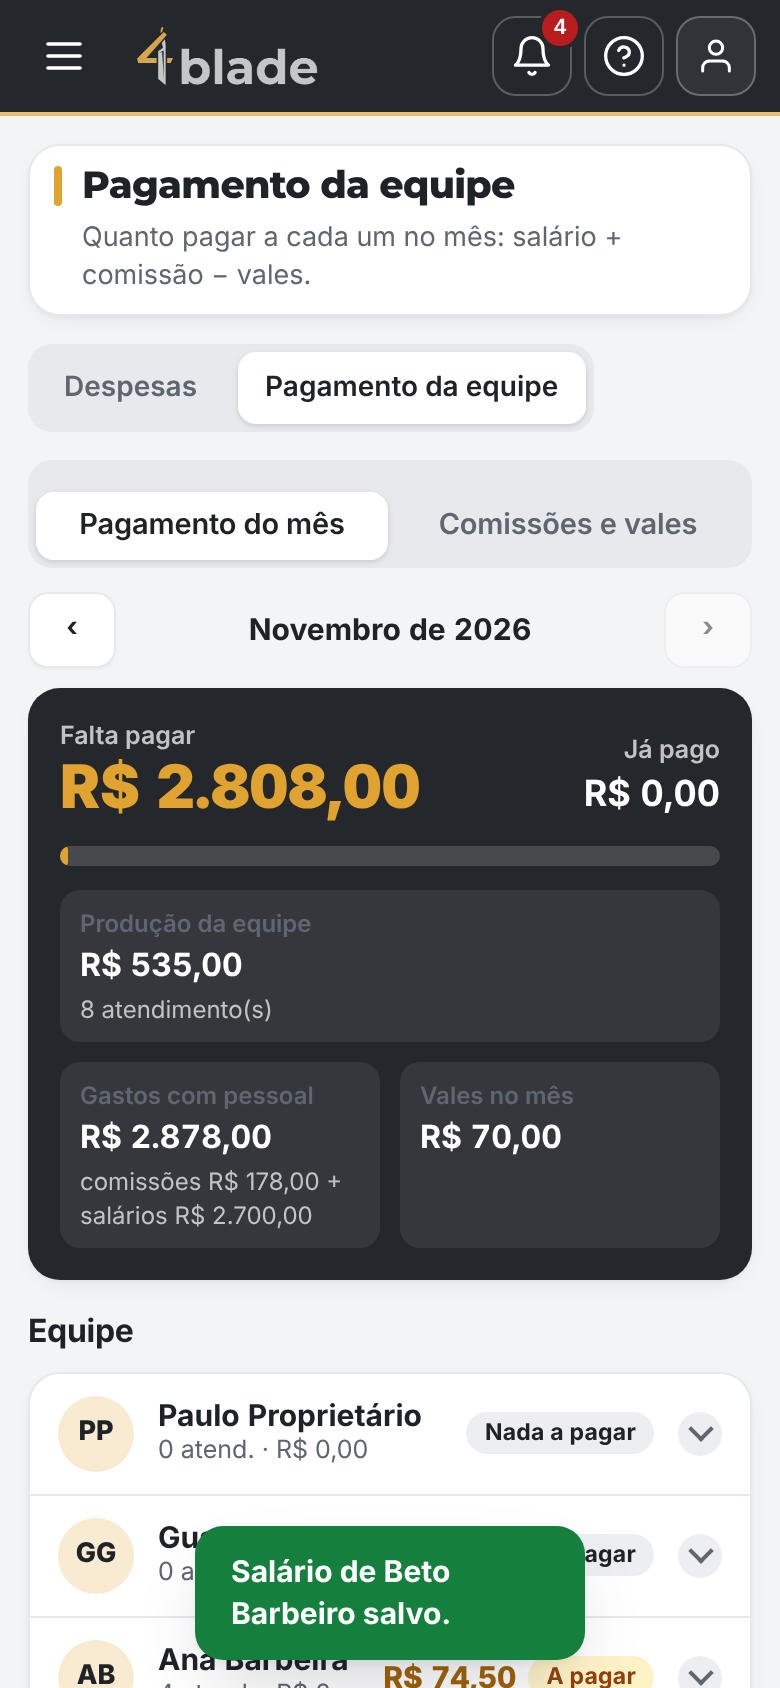 4blade
4
Pagamento da equipe
Quanto pagar a cada um no mês: salário +
comissão − vales.
Despesas
Pagamento da equipe
Pagamento do mês
Comissões e vales
‹
Novembro de 2026
›
Falta pagar
R$ 2.808,00
Já pago
R$ 0,00
Produção da equipe
R$ 535,00
8 atendimento(s)
Gastos com pessoal
R$ 2.878,00
comissões R$ 178,00 +
salários R$ 2.700,00
Vales no mês
R$ 70,00
Equipe
PP
Paulo Proprietário
0 atend. · R$ 0,00
Nada a pagar
GG
Salário de Beto
Barbeiro salvo.
AB
Ana Barbeira
R$ 74,50
A pagar